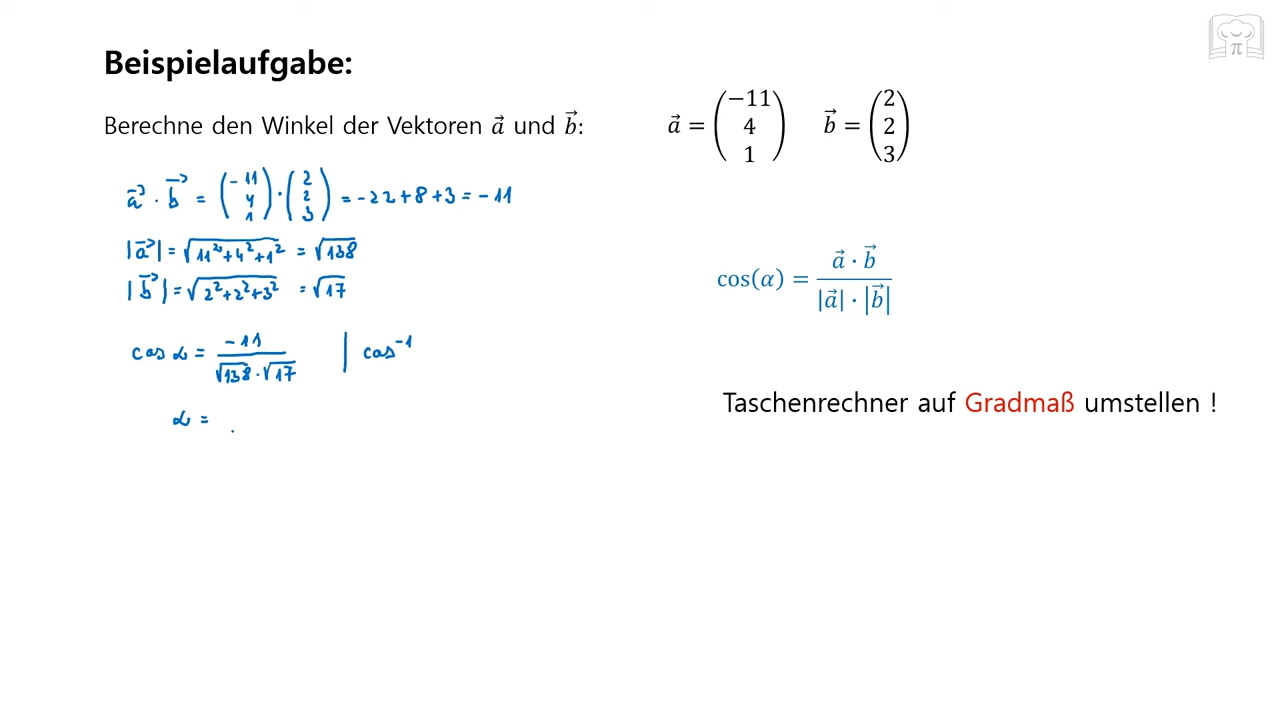 Beispielaufgabe:
Berechne den Winkel der Vektoren a⃗ und b⃗: a⃗ = (−11 4 1) b⃗ = (2 2 3)
a⃗ · b⃗ = (-11 4 1) · (2 2 3) = -22 + 8 + 3 = -11
|a⃗| = √(11² + 4² + 1²) = √138
|b⃗| = √(2² + 2² + 3²) = √17
cos(α) = (a⃗ · b⃗) / (|a⃗| · |b⃗|)
cos α = -11 / (√138 · √17) | cos⁻¹
Taschenrechner auf Gradmaß umstellen !
α =
π